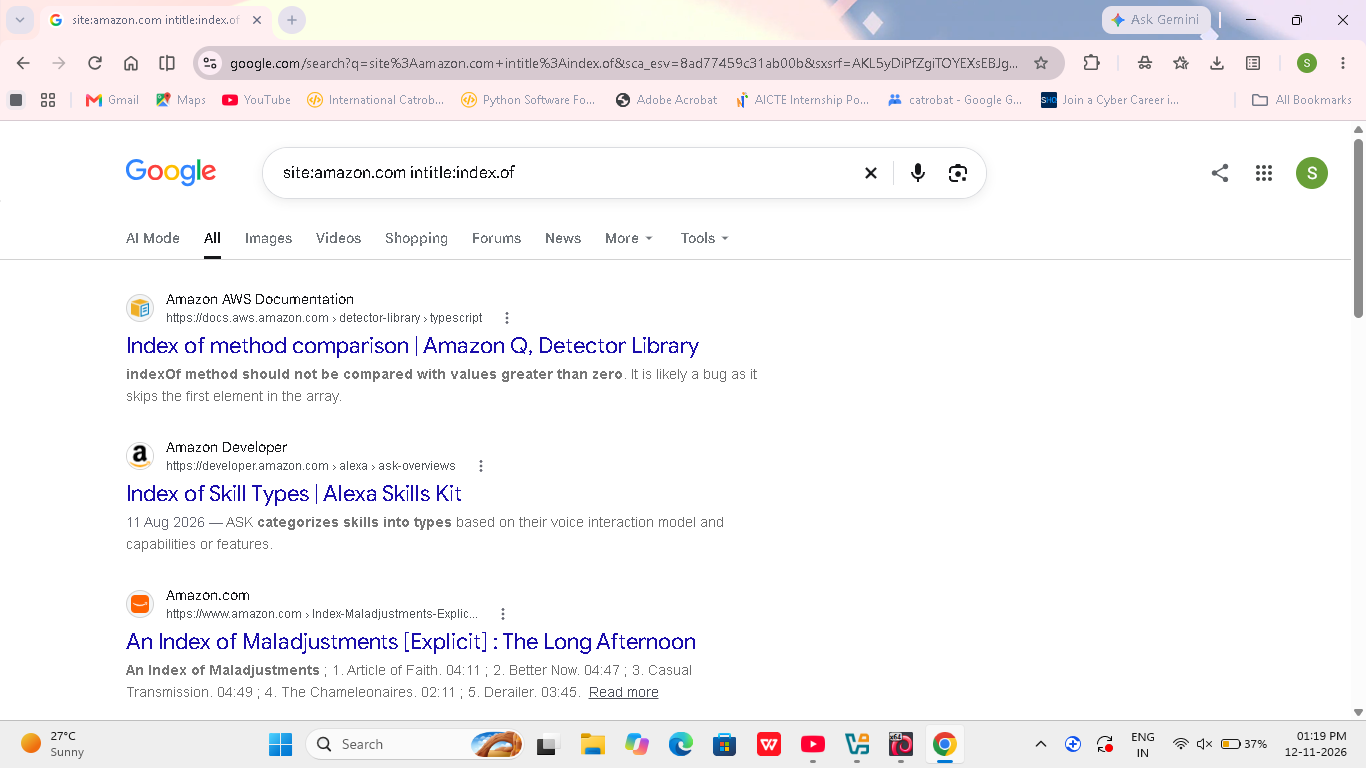 site:amazon.com intitle:index.of
Ask Gemini
google.com/search?q=site%3Aamazon.com+intitle%3Aindex.of&sca_esv=8ad77459c31ab00b&sxsrf=AKL5yDiPfZgiTOYEXsEBJg...
S
Gmail
Maps
YouTube
International Catrob...
Python Software Fo...
Adobe Acrobat
AICTE Internship Po...
catrobat - Google G...
Join a Cyber Career i...
All Bookmarks
Google
site:amazon.com intitle:index.of
S
AI Mode
All
Images
Videos
Shopping
Forums
News
More
Tools
Amazon AWS Documentation
https://docs.aws.amazon.com › detector-library › typescript
Index of method comparison | Amazon Q, Detector Library
indexOf method should not be compared with values greater than zero. It is likely a bug as it
skips the first element in the array.
Amazon Developer
https://developer.amazon.com › alexa › ask-overviews
Index of Skill Types | Alexa Skills Kit
11 Aug 2026 — ASK categorizes skills into types based on their voice interaction model and
capabilities or features.
Amazon.com
https://www.amazon.com › Index-Maladjustments-Explic...
An Index of Maladjustments [Explicit] : The Long Afternoon
An Index of Maladjustments ; 1. Article of Faith. 04:11 ; 2. Better Now. 04:47 ; 3. Casual
Transmission. 04:49 ; 4. The Chameleonaires. 02:11 ; 5. Derailer. 03:45. Read more
27°C
Sunny
Search
ENG
IN
37%
01:19 PM
12-11-2026